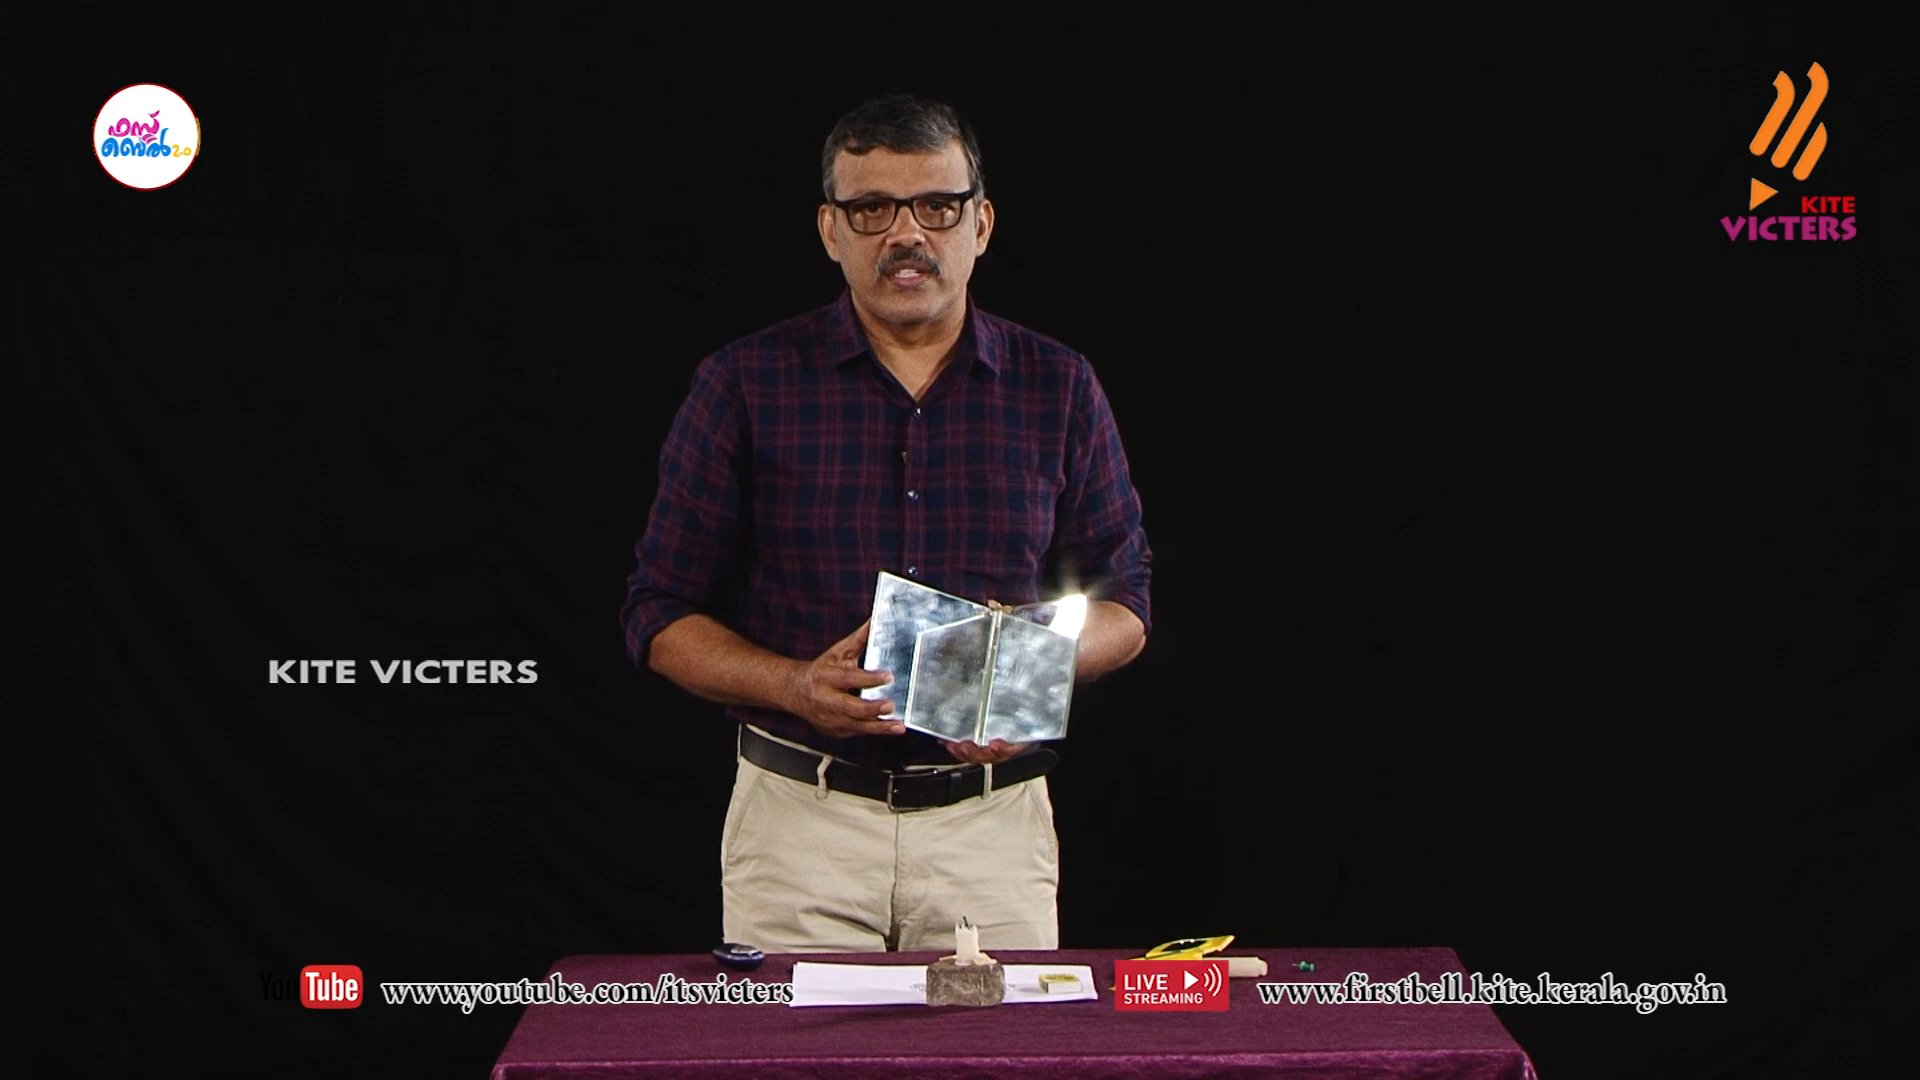 ഫസ്റ്റ്
ബെൽ 2.0
KITE
VICTERS
KITE VICTERS
YouTube www.youtube.com/itsvicters LIVE STREAMING www.firstbell.kite.kerala.gov.in